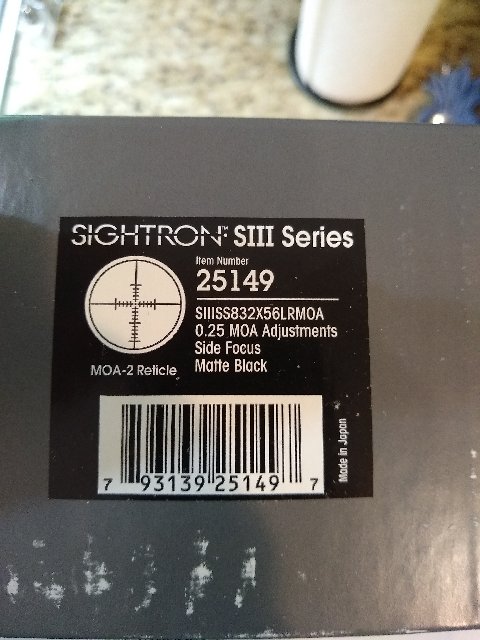 SIGHTRON™ SIII Series
Item Number
25149
SIIISS832X56LRMOA
0.25 MOA Adjustments
Side Focus
Matte Black
MOA-2 Reticle
7 93139 25149 7
Made in Japan